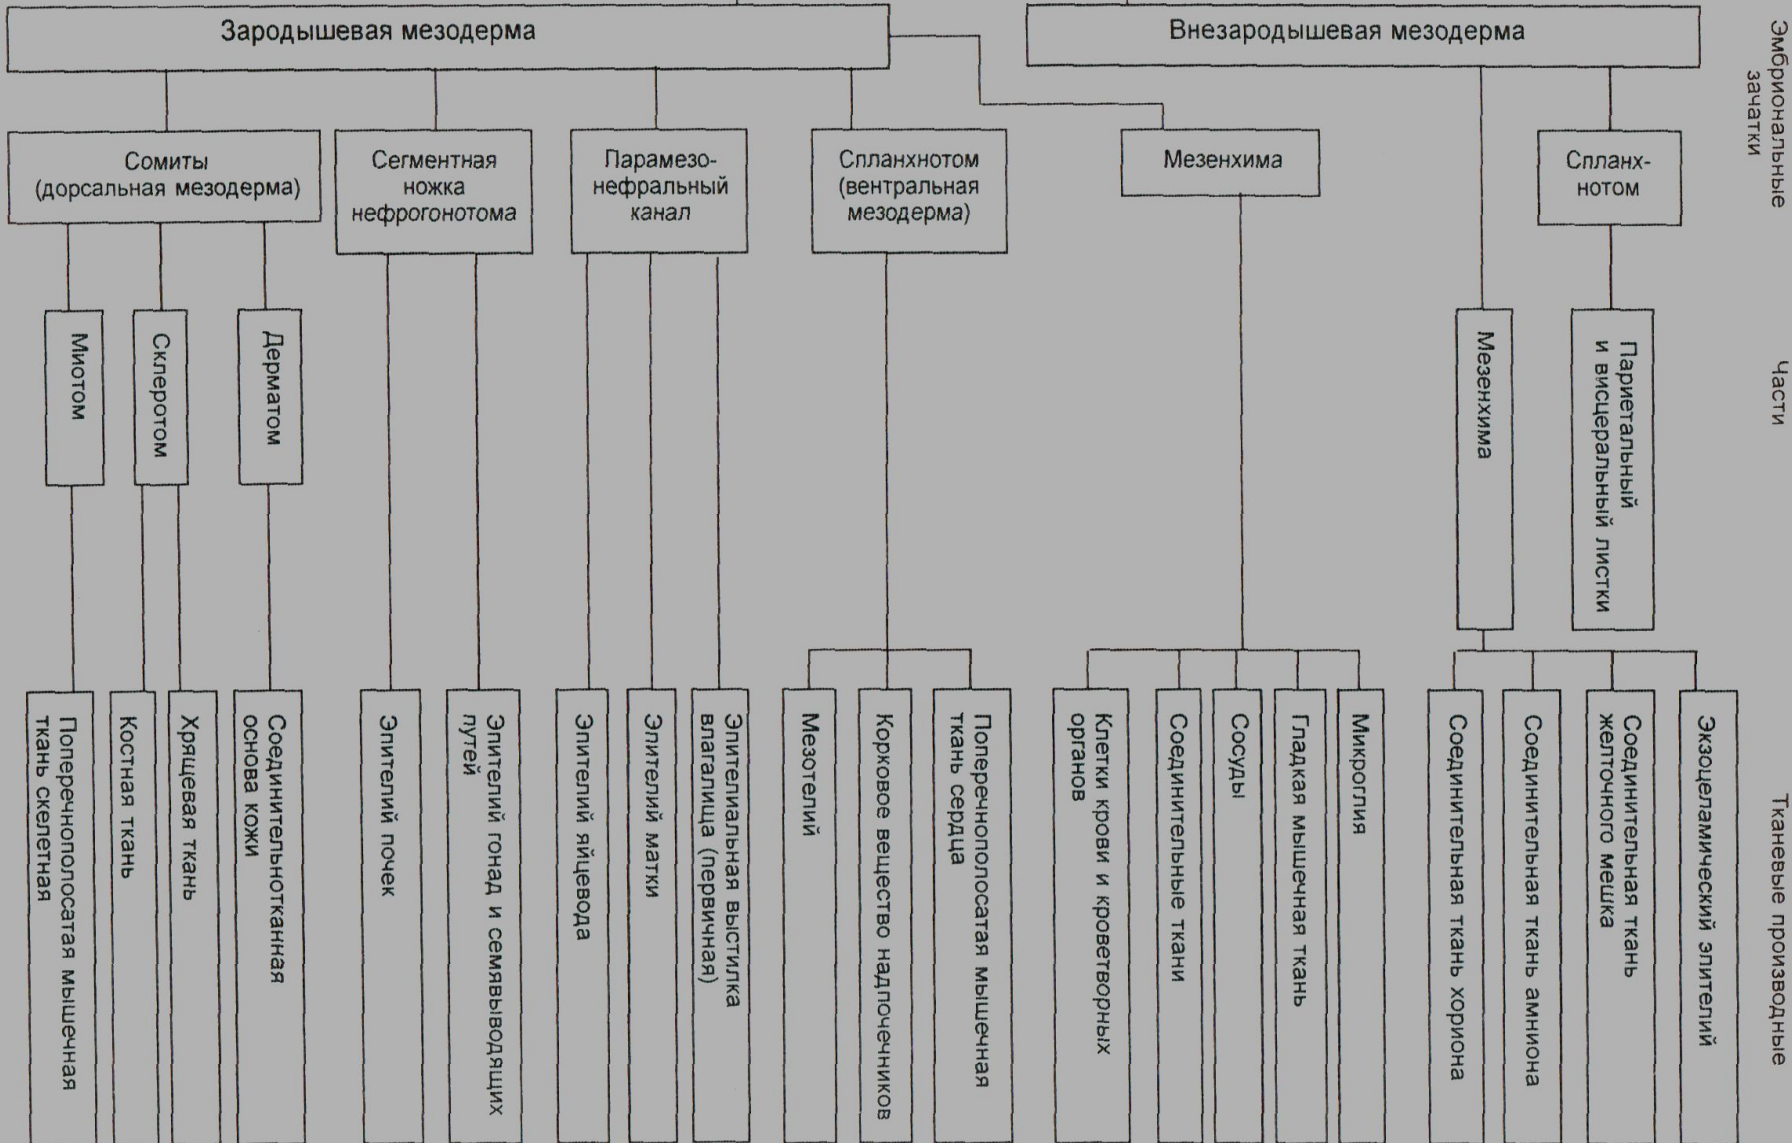 Зародышевая мезодерма
Внезародышевая мезодерма
Эмбриональные
зачатки
Сомиты
(дорсальная мезодерма)
Сегментная
ножка
нефрогонотома
Парамезо-
нефральный
канал
Спланхнотом
(вентральная
мезодерма)
Мезенхима
Спланх-
нотом
Части
Миотом
Склеротом
Дерматом
Мезенхима
Париетальный
и висцеральный листки
Тканевые производные
Поперечнополосатая мышечная
ткань скелетная
Костная ткань
Хрящевая ткань
Соединительнотканная
основа кожи
Эпителий почек
Эпителий гонад и семявыводящих
путей
Эпителий яйцевода
Эпителий матки
Эпителиальная выстилка
влагалища (первичная)
Мезотелий
Корковое вещество надпочечников
Поперечнополосатая мышечная
ткань сердца
Клетки крови и кроветворных
органов
Соединительные ткани
Сосуды
Гладкая мышечная ткань
Микроглия
Соединительная ткань хориона
Соединительная ткань амниона
Соединительная ткань
желточного мешка
Экзоцеламический эпителий